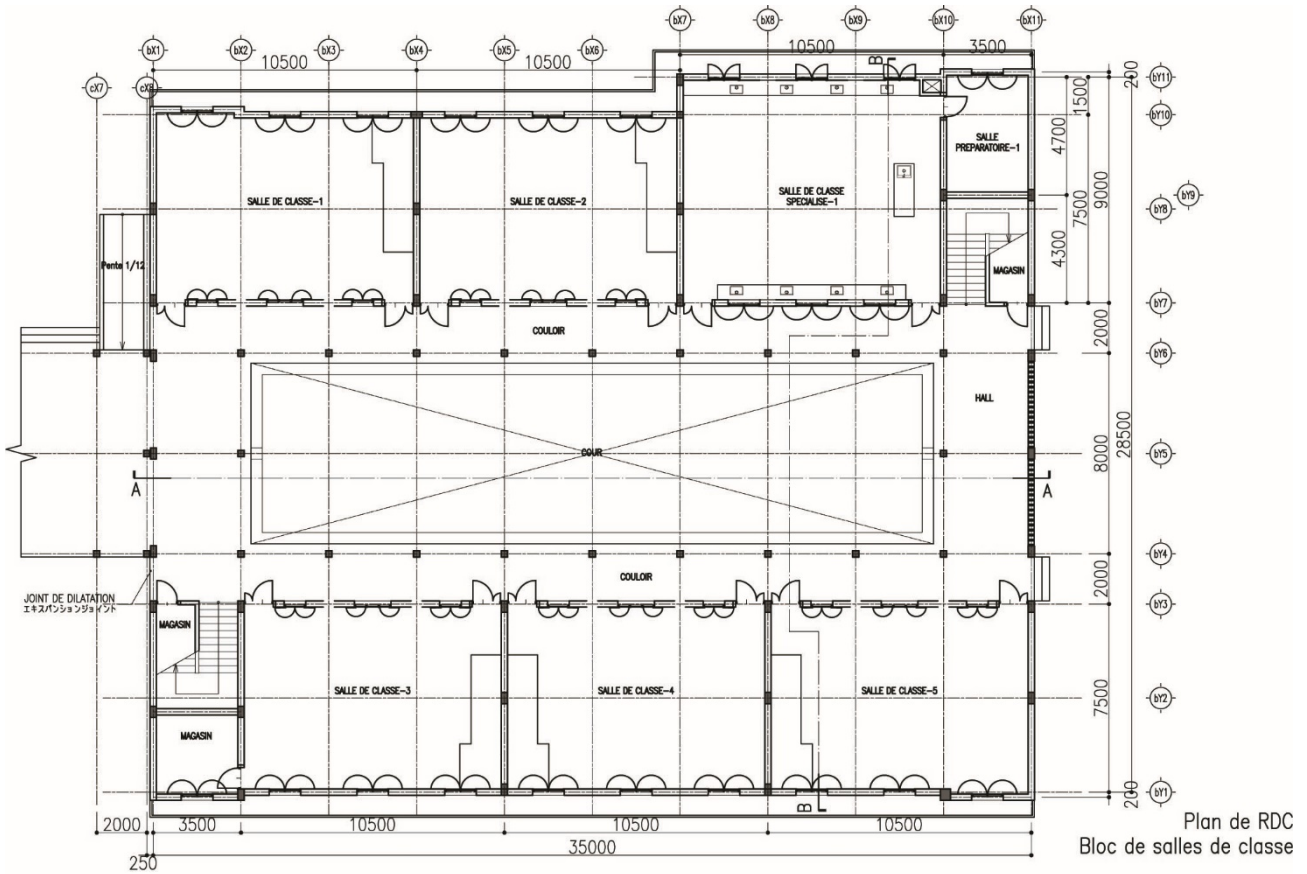 bX7
bX8
bX9
bX10
bX11
bX1
bX2
bX3
bX4
bX5
bX6
10500
10500
10500
3500
B
200
cX7
cX8
bY11
1500
bY10
4700
SALLE
PREPARATOIRE-1
9000
7500
SALLE DE CLASSE-1
SALLE DE CLASSE-2
SALLE DE CLASSE
SPECIALISE-1
bY9
bY8
4300
Pente 1/12
MAGASIN
bY7
COULOIR
2000
bY6
HALL
28500
COUR
8000
bY5
A
A
bY4
COULOIR
2000
JOINT DE DILATATION
エキスパンションジョイント
bY3
MAGASIN
SALLE DE CLASSE-3
SALLE DE CLASSE-4
SALLE DE CLASSE-5
7500
bY2
MAGASIN
B
200
bY1
2000
3500
10500
10500
10500
35000
250
Plan de RDC
Bloc de salles de classe